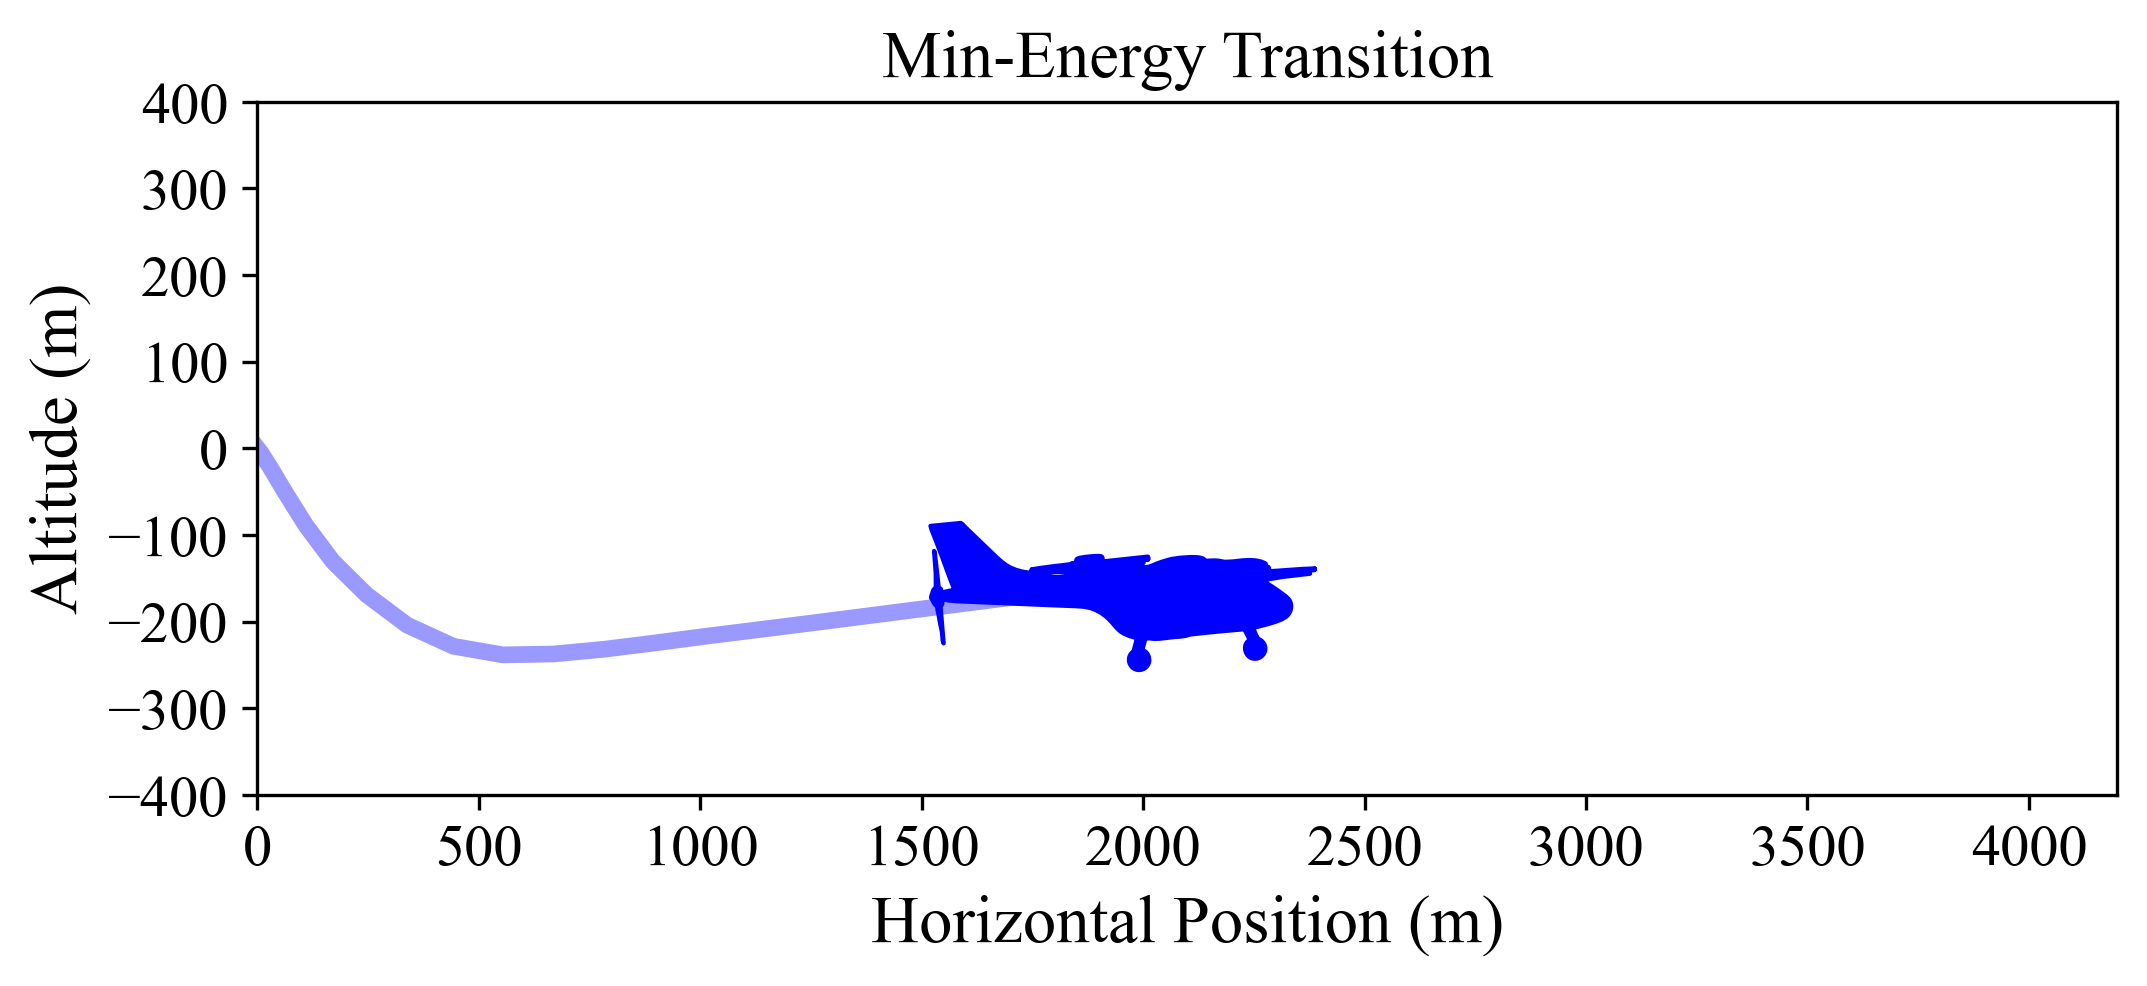 Min-Energy Transition
400
300
200
100
0
−100
−200
−300
−400
Altitude (m)
0 500 1000 1500 2000 2500 3000 3500 4000
Horizontal Position (m)